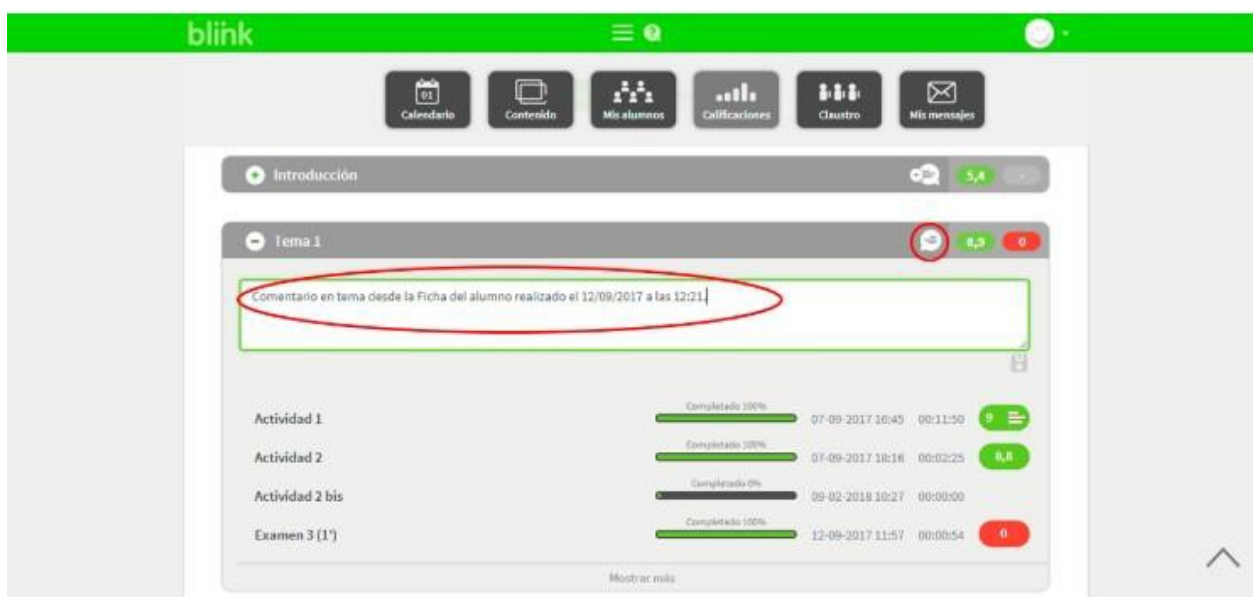 blink
01
Calendario
Contenido
Mis alumnos
Calificaciones
Claustro
Mis mensajes
Introducción
5,4
-
Tema 1
8,9
0
Comentario en tema desde la Ficha del alumno realizado el 12/09/2017 a las 12:21.
Actividad 1
Completado 100%
07-09-2017 16:45
00:11:50
9
Actividad 2
Completado 100%
07-09-2017 18:16
00:02:25
8,8
Actividad 2 bis
Completado 0%
09-02-2018 10:27
00:00:00
Examen 3 (1')
Completado 100%
12-09-2017 11:57
00:00:54
0
Mostrar más